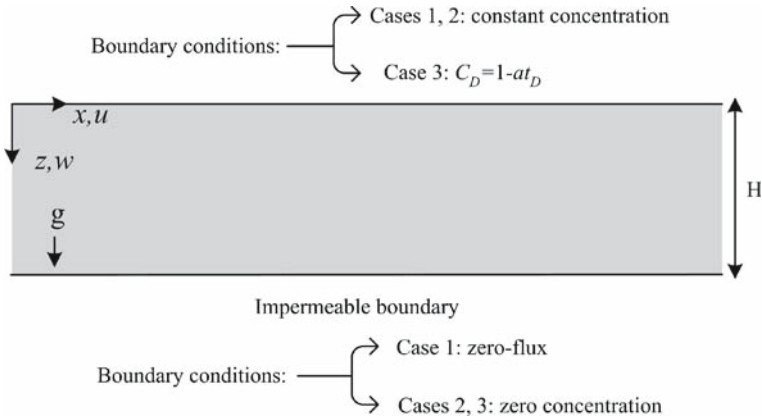 Cases 1, 2: constant concentration
Boundary conditions:
Case 3: C_D=1-at_D
x,u
z,w
g
H
Impermeable boundary
Case 1: zero-flux
Boundary conditions:
Cases 2, 3: zero concentration